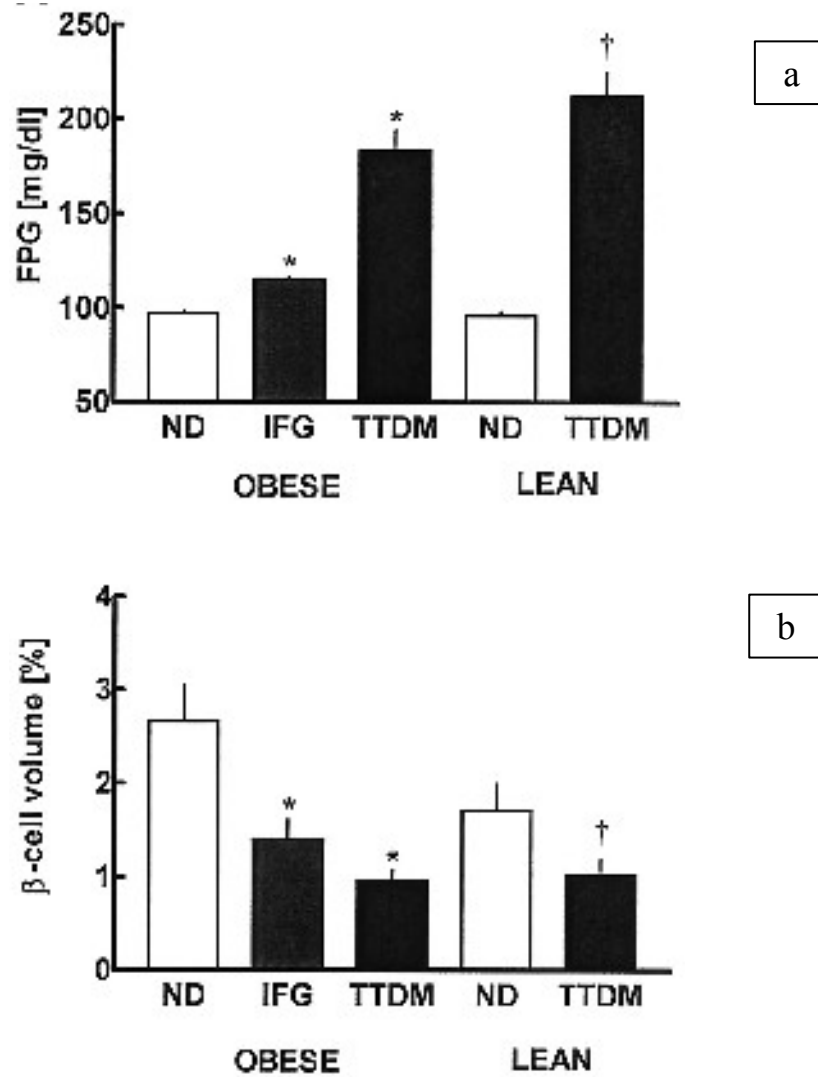 250
200
150
100
50
FPG [mg/dl]
*
*
†
a
ND IFG TTDM ND TTDM
OBESE LEAN
4
3
2
1
0
β-cell volume [%]
*
*
†
b
ND IFG TTDM ND TTDM
OBESE LEAN